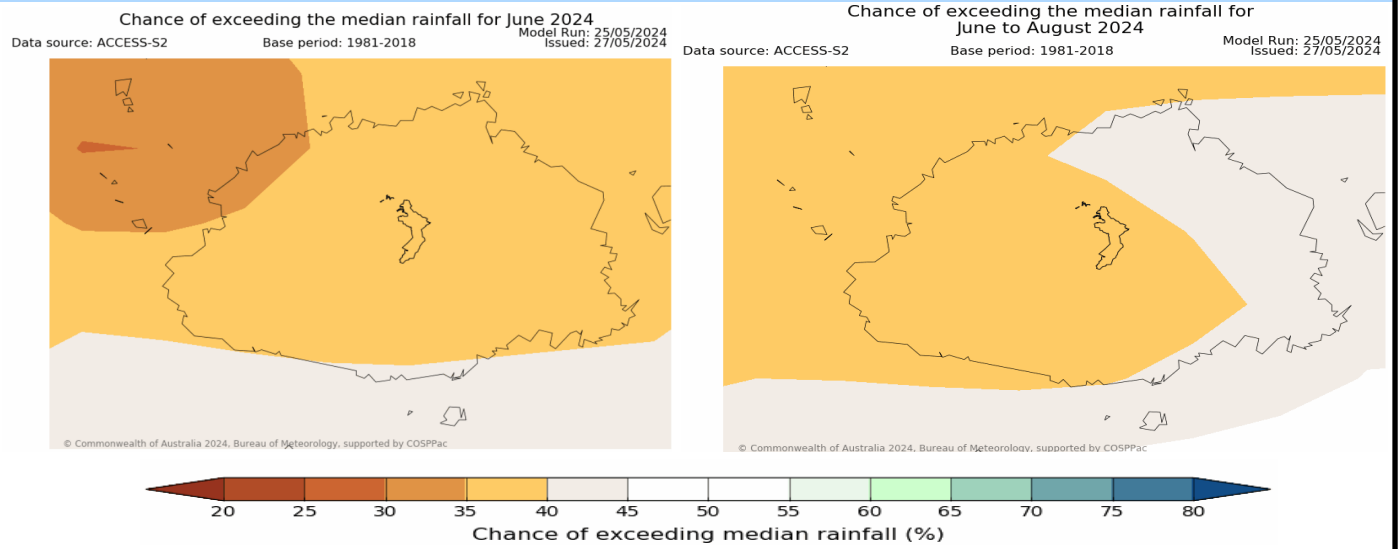 Chance of exceeding the median rainfall for June 2024
Model Run: 25/05/2024
Data source: ACCESS-S2 Base period: 1981-2018 Issued: 27/05/2024
© Commonwealth of Australia 2024, Bureau of Meteorology, supported by COSPPac
Chance of exceeding the median rainfall for
June to August 2024
Model Run: 25/05/2024
Data source: ACCESS-S2 Base period: 1981-2018 Issued: 27/05/2024
© Commonwealth of Australia 2024, Bureau of Meteorology, supported by COSPPac
20 25 30 35 40 45 50 55 60 65 70 75 80
Chance of exceeding median rainfall (%)